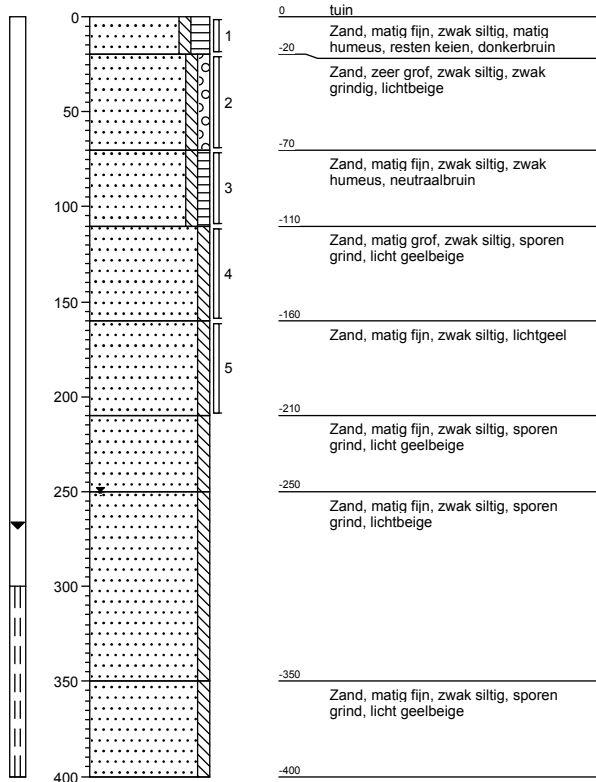 0
50
100
150
200
250
300
350
400
1
2
3
4
5
0
tuin
Zand, matig fijn, zwak siltig, matig
humeus, resten keien, donkerbruin
-20
Zand, zeer grof, zwak siltig, zwak
grindig, lichtbeige
-70
Zand, matig fijn, zwak siltig, zwak
humeus, neutraalbruin
-110
Zand, matig grof, zwak siltig, sporen
grind, licht geelbeige
-160
Zand, matig fijn, zwak siltig, lichtgeel
-210
Zand, matig fijn, zwak siltig, sporen
grind, licht geelbeige
-250
Zand, matig fijn, zwak siltig, sporen
grind, lichtbeige
-350
Zand, matig fijn, zwak siltig, sporen
grind, licht geelbeige
-400